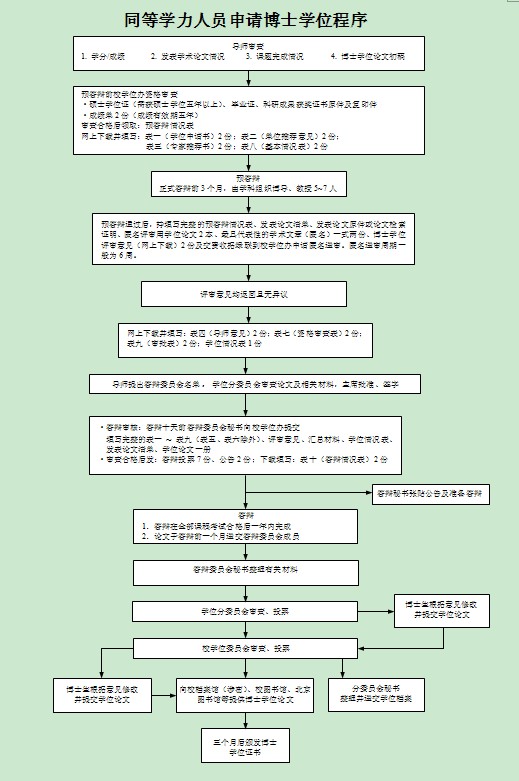 同等学力人员申请博士学位程序
导师审查
1. 学分/成绩 2. 发表学术论文情况 3. 课题完成情况 4. 博士学位论文初稿
预答辩前校学位办资格审查
·硕士学位证（需获硕士学位五年以上）、毕业证、科研成果获奖证书原件及复印件
·成绩单2份（成绩有效期五年）
审查合格后领取：预答辩情况表
网上下载并填写：表一（学位申请书）2份；表二（单位推荐意见）2份；
表三（专家推荐书）2份；表八（基本情况表）2份
预答辩
正式答辩前3个月，由学科组织博导、教授5~7人
预答辩通过后，将填写完整的预答辩情况表、发表论文清单、发表论文原件或论文检索
证明、匿名评审用学位论文2本、最具代表性的学术文章（匿名）一式两份、博士学位
评审意见（网上下载）2份及交费收据缴联到校学位办申请匿名送审。匿名送审周期一
般为6周。
评审意见均返回且无异议
网上下载并填写：表四（导师意见）2份；表七（资格审查表）2份；
表九（审批表）2份；学位情况表1份
导师提出答辩委员会名单， 学位分委员会审查论文及相关材料，主席批准、签字
·答辩审核：答辩十天前答辩委员会秘书向校学位办提交
填写完整的表一 ~ 表九（表五、表六除外）、评审意见、汇总材料、学位情况表、
发表论文清单、学位论文一册
·审查合格后发：答辩投票7份、公告2份；下载填写：表十（答辩情况表）2份
答辩秘书张贴公告及准备答辩
答辩
1. 答辩在全部课程考试合格后一年内完成
2. 论文于答辩前一个月送交答辩委员会成员
答辩委员会秘书整理有关材料
学位分委员会审查、投票
博士生根据意见修改
并提交学位论文
校学位委员会审查、投票
博士生根据意见修改
并提交学位论文
向校档案馆（涉密）、校图书馆、北京
图书馆等提供博士学位论文
分委员会秘书
整理并送交学位档案
三个月后颁发博士
学位证书